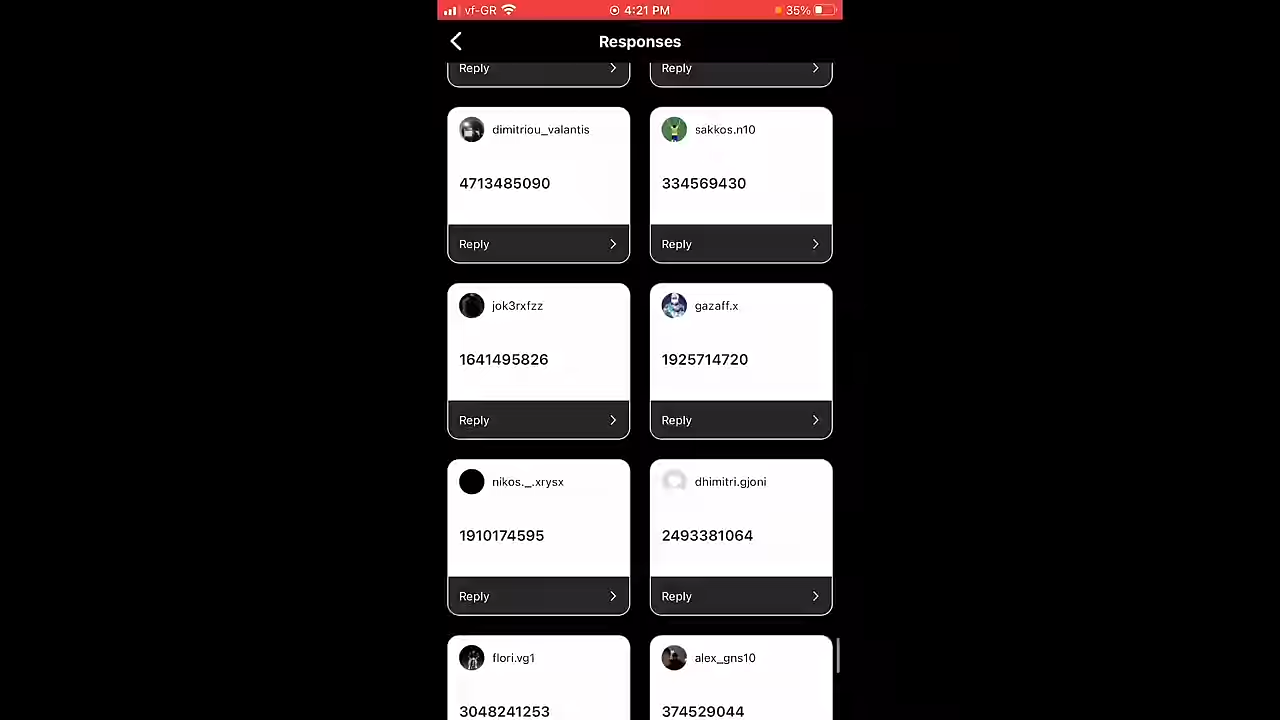 vf-GR 4:21 PM 35%
Responses
Reply Reply
dimitriou_valantis sakkos.n10
4713485090 334569430
Reply Reply
jok3rxfzz gazaff.x
1641495826 1925714720
Reply Reply
nikos._.xrysx dhimitri.gjoni
1910174595 2493381064
Reply Reply
flori.vg1 alex_gns10
3048241253 374529044